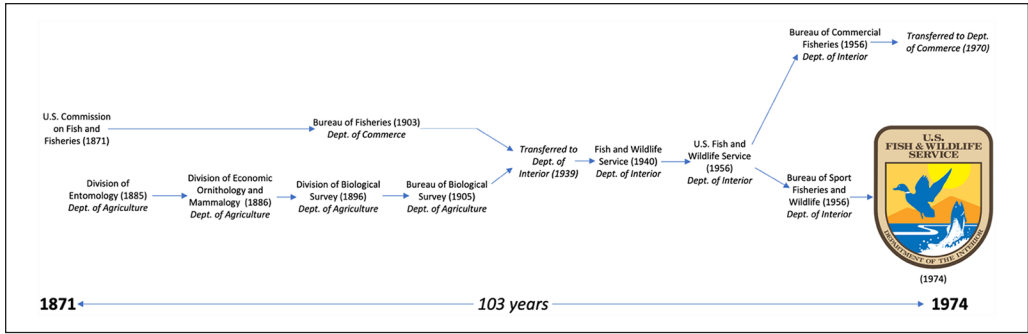 U.S. Commission
on Fish and
Fisheries (1871)
Bureau of Fisheries (1903)
Dept. of Commerce
Division of
Entomology (1885)
Dept. of Agriculture
Division of Economic
Ornithology and
Mammalogy (1886)
Dept. of Agriculture
Division of Biological
Survey (1896)
Dept. of Agriculture
Bureau of Biological
Survey (1905)
Dept. of Agriculture
Transferred to
Dept. of
Interior (1939)
Fish and Wildlife
Service (1940)
Dept. of Interior
U.S. Fish and
Wildlife Service
(1956)
Dept. of Interior
Bureau of Commercial
Fisheries (1956)
Dept. of Interior
Transferred to Dept.
of Commerce (1970)
Bureau of Sport
Fisheries and
Wildlife (1956)
Dept. of Interior
U.S.
FISH & WILDLIFE
SERVICE
DEPARTMENT OF THE INTERIOR
(1974)
1871
103 years
1974